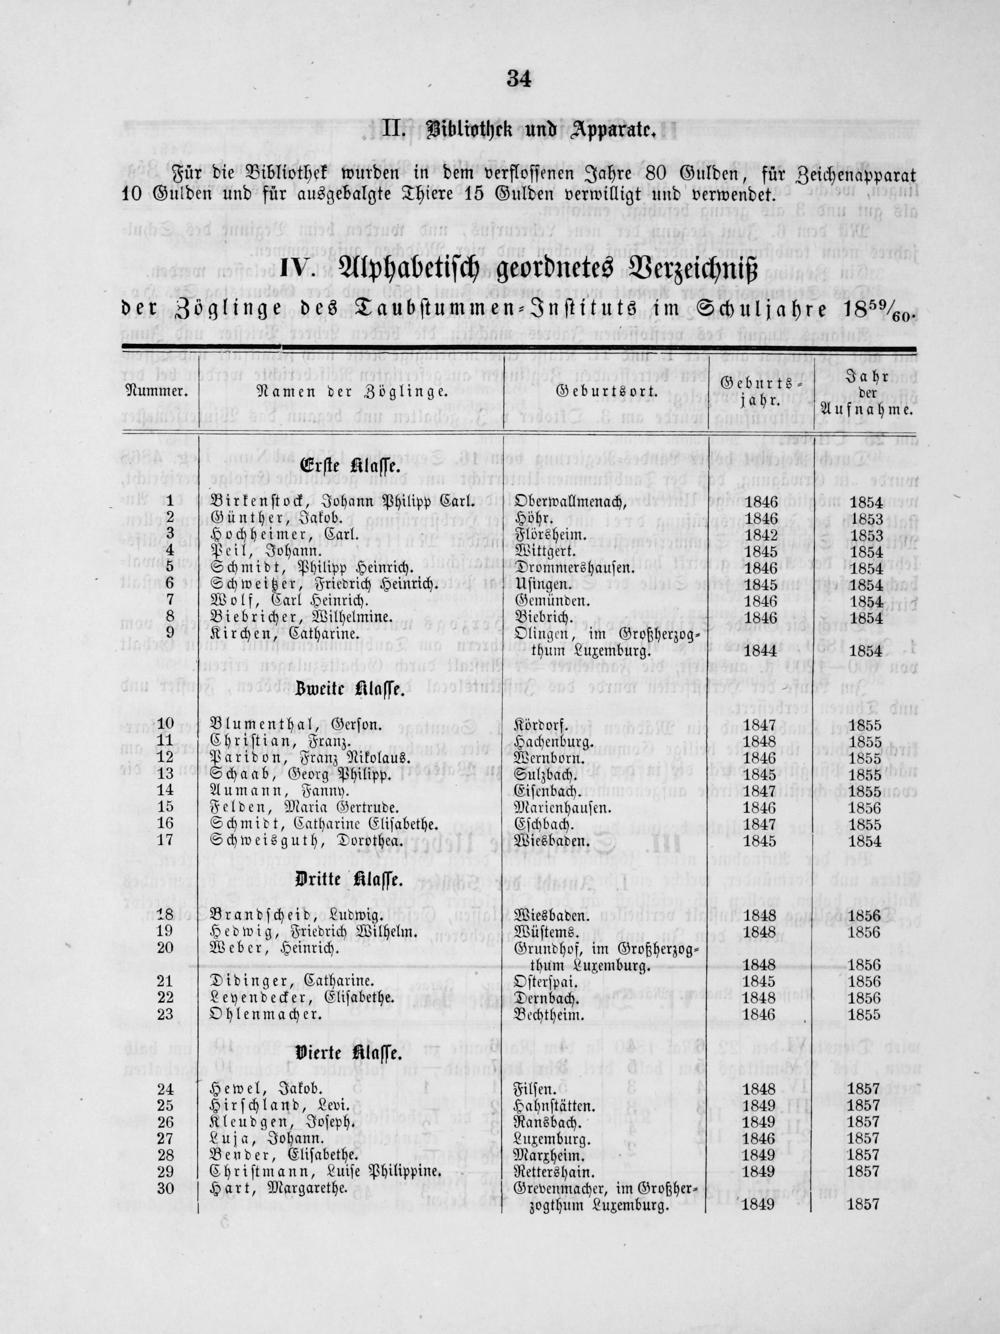 34
II. Bibliothek und Apparate.
Für die Bibliothek wurden in dem verflossenen Jahre 80 Gulden, für Zeichenapparat
10 Gulden und für ausgebalgte Thiere 15 Gulden verwilligt und verwendet.
IV. Alphabetisch geordnetes Verzeichniß
der Zöglinge des Taubstummen-Instituts im Schuljahre 18⁵⁹/₆₀.
Nummer. Namen der Zöglinge. Geburtsort. Geburts-jahr. Jahr der Aufnahme.
Erste Klasse.
1 Birkenstock, Johann Philipp Carl. Oberwallmenach, 1846 1854
2 Günther, Jakob. Höhr. 1846 1853
3 Hochheimer, Carl. Flörsheim. 1842 1853
4 Peil, Johann. Wittgert. 1845 1854
5 Schmidt, Philipp Heinrich. Drommershausen. 1846 1854
6 Schweitzer, Friedrich Heinrich. Usingen. 1845 1854
7 Wolf, Carl Heinrich. Gemünden. 1846 1854
8 Biebricher, Wilhelmine. Biebrich. 1846 1854
9 Kirchen, Catharine. Olingen, im Großherzog-
thum Luxemburg. 1844 1854
Zweite Klasse.
10 Blumenthal, Gerson. Kördorf. 1847 1855
11 Christian, Franz. Hachenburg. 1848 1855
12 Paridon, Franz Nikolaus. Wernborn. 1846 1855
13 Schaab, Georg Philipp. Sulzbach. 1845 1855
14 Aumann, Fanny. Eisenbach. 1847 1855
15 Felden, Maria Gertrude. Marienhausen. 1846 1856
16 Schmidt, Catharine Elisabethe. Eschbach. 1847 1855
17 Schweisguth, Dorothea. Wiesbaden. 1845 1854
Dritte Klasse.
18 Brandscheid, Ludwig. Wiesbaden. 1848 1856
19 Hedwig, Friedrich Wilhelm. Wüstems. 1848 1856
20 Weber, Heinrich. Grundhof, im Großherzog-
thum Luxemburg. 1848 1856
21 Didinger, Catharine. Osterspai. 1845 1856
22 Leyendecker, Elisabethe. Dernbach. 1848 1856
23 Ohlenmacher. Bechtheim. 1846 1855
Vierte Klasse.
24 Hewel, Jakob. Filsen. 1848 1857
25 Hirschland, Levi. Hahnstätten. 1849 1857
26 Kleudgen, Joseph. Ransbach. 1849 1857
27 Luja, Johann. Luxemburg. 1846 1857
28 Bender, Elisabethe. Marxheim. 1849 1857
29 Christmann, Luise Philippine. Rettershain. 1849 1857
30 Hart, Margarethe. Grevenmacher, im Großher-
zogthum Luxemburg. 1849 1857